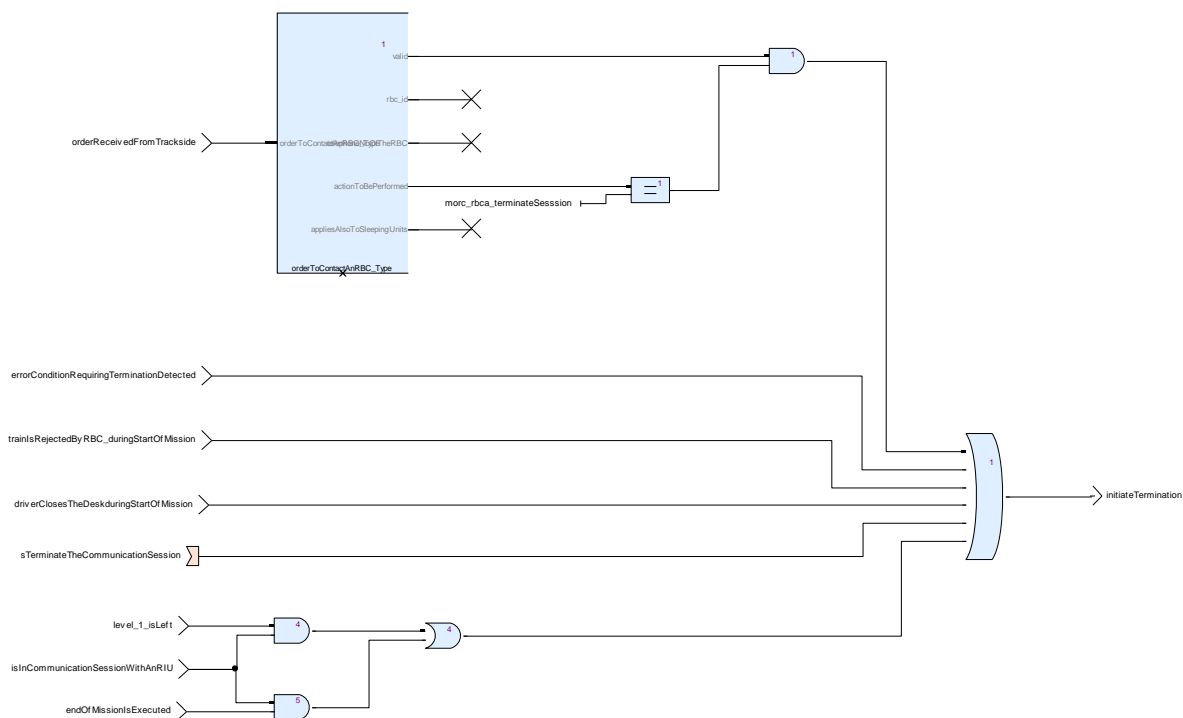 1
valid
1
rbc_id
orderReceivedFromTrackside
actionToBePerformed
1
morc_rbca_terminateSesssion
appliesAlsoToSleepingUnits
orderToContactAnRBC_Type
errorConditionRequiringTerminationDetected
trainIsRejectedByRBC_duringStartOfMission
1
initiateTermination
driverClosesTheDeskduringStartOfMission
sTerminateTheCommunicationSession
level_1_isLeft
4
4
isInCommunicationSessionWithAnRIU
5
endOfMissionIsExecuted